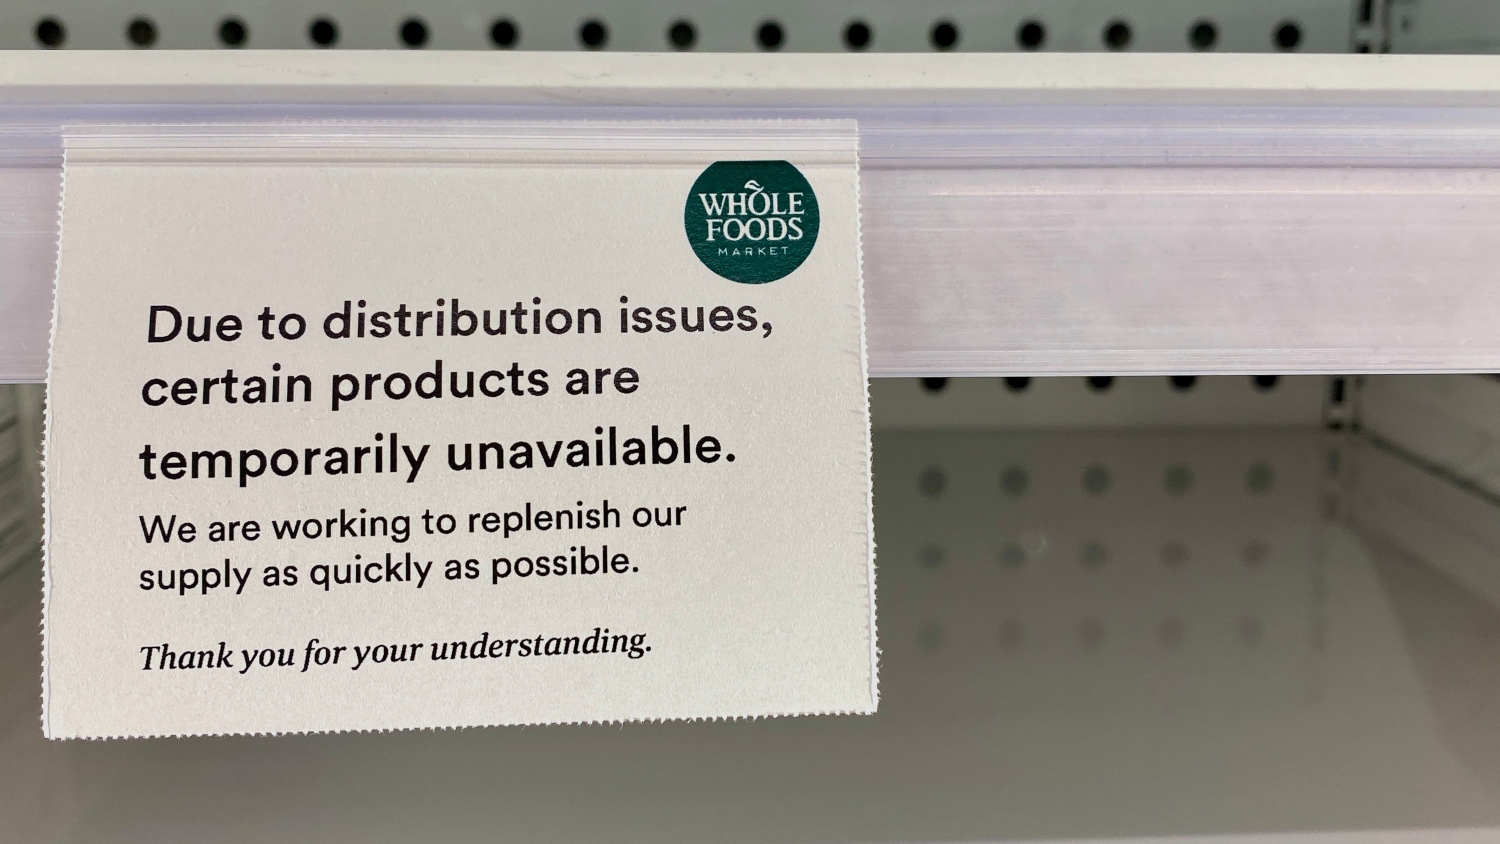 WHOLE
FOODS
MARKET
Due to distribution issues,
certain products are
temporarily unavailable.
We are working to replenish our
supply as quickly as possible.
Thank you for your understanding.